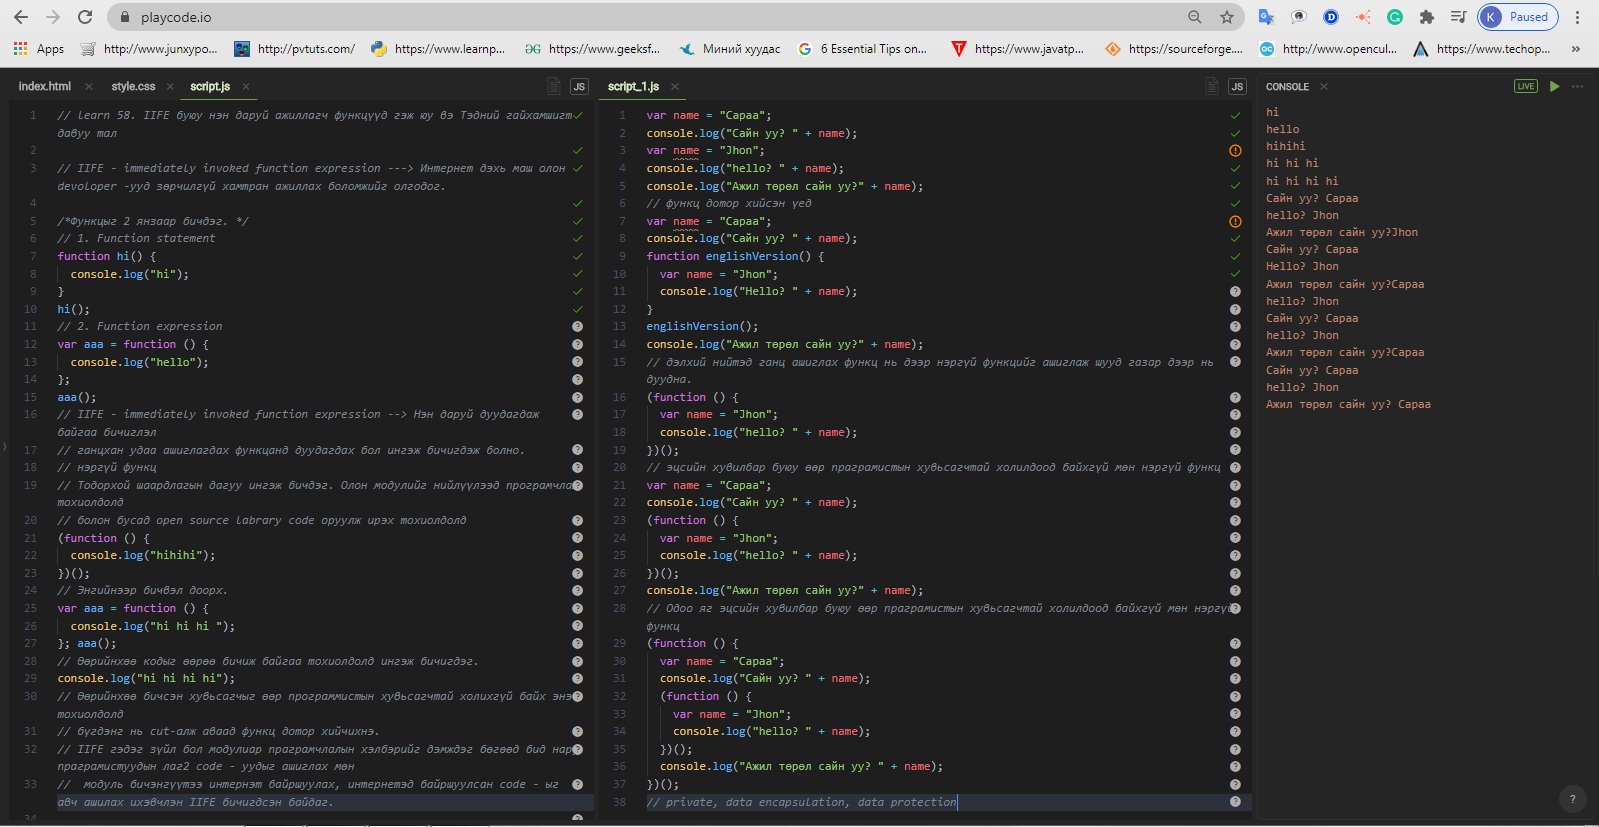 playcode.io
K Paused
Apps
http://www.junxypo...
http://pvtuts.com/
https://www.learnp...
https://www.geeksf...
Миний хуудас
6 Essential Tips on...
https://www.javatp...
https://sourceforge....
http://www.opencul...
https://www.techop...
index.html
style.css
script.js
JS
1 // learn 58. IIFE буюу нэн даруй ажиллагч функцууд гэж юу вэ Тэдний гайхамшигт
давуу тал
2
3 // IIFE - immediately invoked function expression ---> Интернет дэхь маш олон
devoloper -ууд зөрчилгүй хамтран ажиллах боломжийг олгодог.
4
5 /*Функцыг 2 янзаар бичдэг. */
6 // 1. Function statement
7 function hi() {
8 console.log("hi");
9 }
10 hi();
11 // 2. Function expression
12 var aaa = function () {
13 console.log("hello");
14 };
15 aaa();
16 // IIFE - immediately invoked function expression --> Нэн даруй дуудагдаж
байгаа бичиглэл
17 // ганцхан удаа ашиглагдах функцанд дуудагдах бол ингэж бичигдэж болно.
18 // нэргүй функц
19 // Тодорхой шаардлагын дагуу ингэж бичдэг. Олон модулийг нийлүүлээд програмчла
тохиолдолд
20 // болон бусад open source labrary code оруулж ирэх тохиолдолд
21 (function () {
22 console.log("hihihi");
23 })();
24 // Энгийнээр бичвэл доорх.
25 var aaa = function () {
26 console.log("hi hi hi ");
27 }; aaa();
28 // Өөрийнхөө кодыг өөрөө бичиж байгаа тохиолдолд ингэж бичигдэг.
29 console.log("hi hi hi hi");
30 // Өөрийнхөө бичсэн хувьсагчыг өөр программистын хувьсагчтай холихгүй байх энэ
тохиолдолд
31 // бүгдэнг нь cut-алж аваад функц дотор хийчихнэ.
32 // IIFE гэдэг зүйл бол модулиар праграмчлалын хэлбэрийг дэмждэг бөгөөд бид нар
праграмистуудын лаг2 code - уудыг ашиглах мөн
33 // модуль бичэнгүүтээ интернэт байршуулах, интернетэд байршуулсан code - ыг
авч ашилах ихэвчлэн IIFE бичигдсэн байдаг.
34
script_1.js
JS
1 var name = "Сараа";
2 console.log("Сайн уу? " + name);
3 var name = "Jhon";
4 console.log("hello? " + name);
5 console.log("Ажил төрөл сайн уу?" + name);
6 // функц дотор хийсэн үед
7 var name = "Сараа";
8 console.log("Сайн уу? " + name);
9 function englishVersion() {
10 var name = "Jhon";
11 console.log("Hello? " + name);
12 }
13 englishVersion();
14 console.log("Ажил төрөл сайн уу?" + name);
15 // дэлхий нийтэд ганц ашиглах функц нь дээр нэргүй функцийг ашиглаж шууд газар дээр нь
дуудна.
16 (function () {
17 var name = "Jhon";
18 console.log("hello? " + name);
19 })();
20 // эцсийн хувилбар буюу өөр праграмистын хувьсагчтай холилдоод байхгүй мөн нэргүй функц
21 var name = "Сараа";
22 console.log("Сайн уу? " + name);
23 (function () {
24 var name = "Jhon";
25 console.log("hello? " + name);
26 })();
27 console.log("Ажил төрөл сайн уу?" + name);
28 // Одоо яг эцсийн хувилбар буюу өөр праграмистын хувьсагчтай холилдоод байхгүй мөн нэргүй
функц
29 (function () {
30 var name = "Сараа";
31 console.log("Сайн уу? " + name);
32 (function () {
33 var name = "Jhon";
34 console.log("hello? " + name);
35 })();
36 console.log("Ажил төрөл сайн уу? " + name);
37 })();
38 // private, data encapsulation, data protection
CONSOLE
LIVE
hi
hello
hihihi
hi hi hi
hi hi hi hi
Сайн уу? Сараа
hello? Jhon
Ажил төрөл сайн уу?Jhon
Сайн уу? Сараа
Hello? Jhon
Ажил төрөл сайн уу?Сараа
hello? Jhon
Сайн уу? Сараа
hello? Jhon
Ажил төрөл сайн уу?Сараа
Сайн уу? Сараа
hello? Jhon
Ажил төрөл сайн уу? Сараа
?